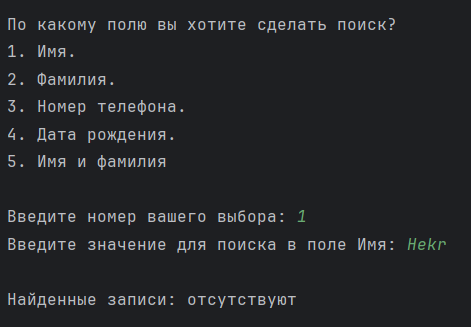 По какому полю вы хотите сделать поиск?
1. Имя.
2. Фамилия.
3. Номер телефона.
4. Дата рождения.
5. Имя и фамилия
Введите номер вашего выбора: 1
Введите значение для поиска в поле Имя: Hekr
Найденные записи: отсутствуют